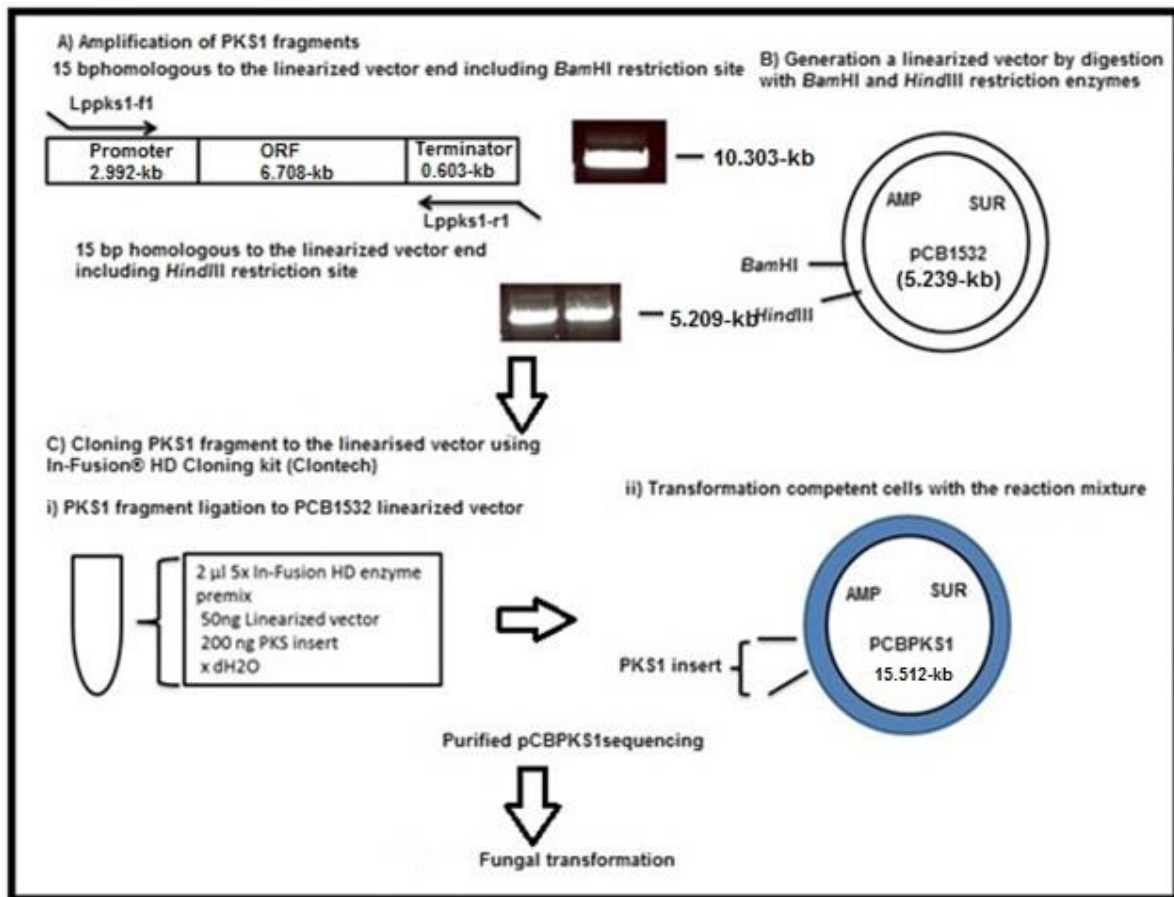 A) Amplification of PKS1 fragments
15 bphomologous to the linearized vector end including BamHI restriction site
Lppks1-f1
Promoter
2.992-kb
ORF
6.708-kb
Terminator
0.603-kb
Lppks1-r1
15 bp homologous to the linearized vector end
including HindIII restriction site
10.303-kb
5.209-kb
B) Generation a linearized vector by digestion
with BamHI and HindIII restriction enzymes
AMP
SUR
pCB1532
(5.239-kb)
BamHI
HindIII
C) Cloning PKS1 fragment to the linearised vector using
In-Fusion® HD Cloning kit (Clontech)
i) PKS1 fragment ligation to PCB1532 linearized vector
2 µl 5x In-Fusion HD enzyme
premix
50ng Linearized vector
200 ng PKS insert
x dH2O
ii) Transformation competent cells with the reaction mixture
AMP
SUR
PCBPKS1
15.512-kb
PKS1 insert
Purified pCBPKS1sequencing
Fungal transformation